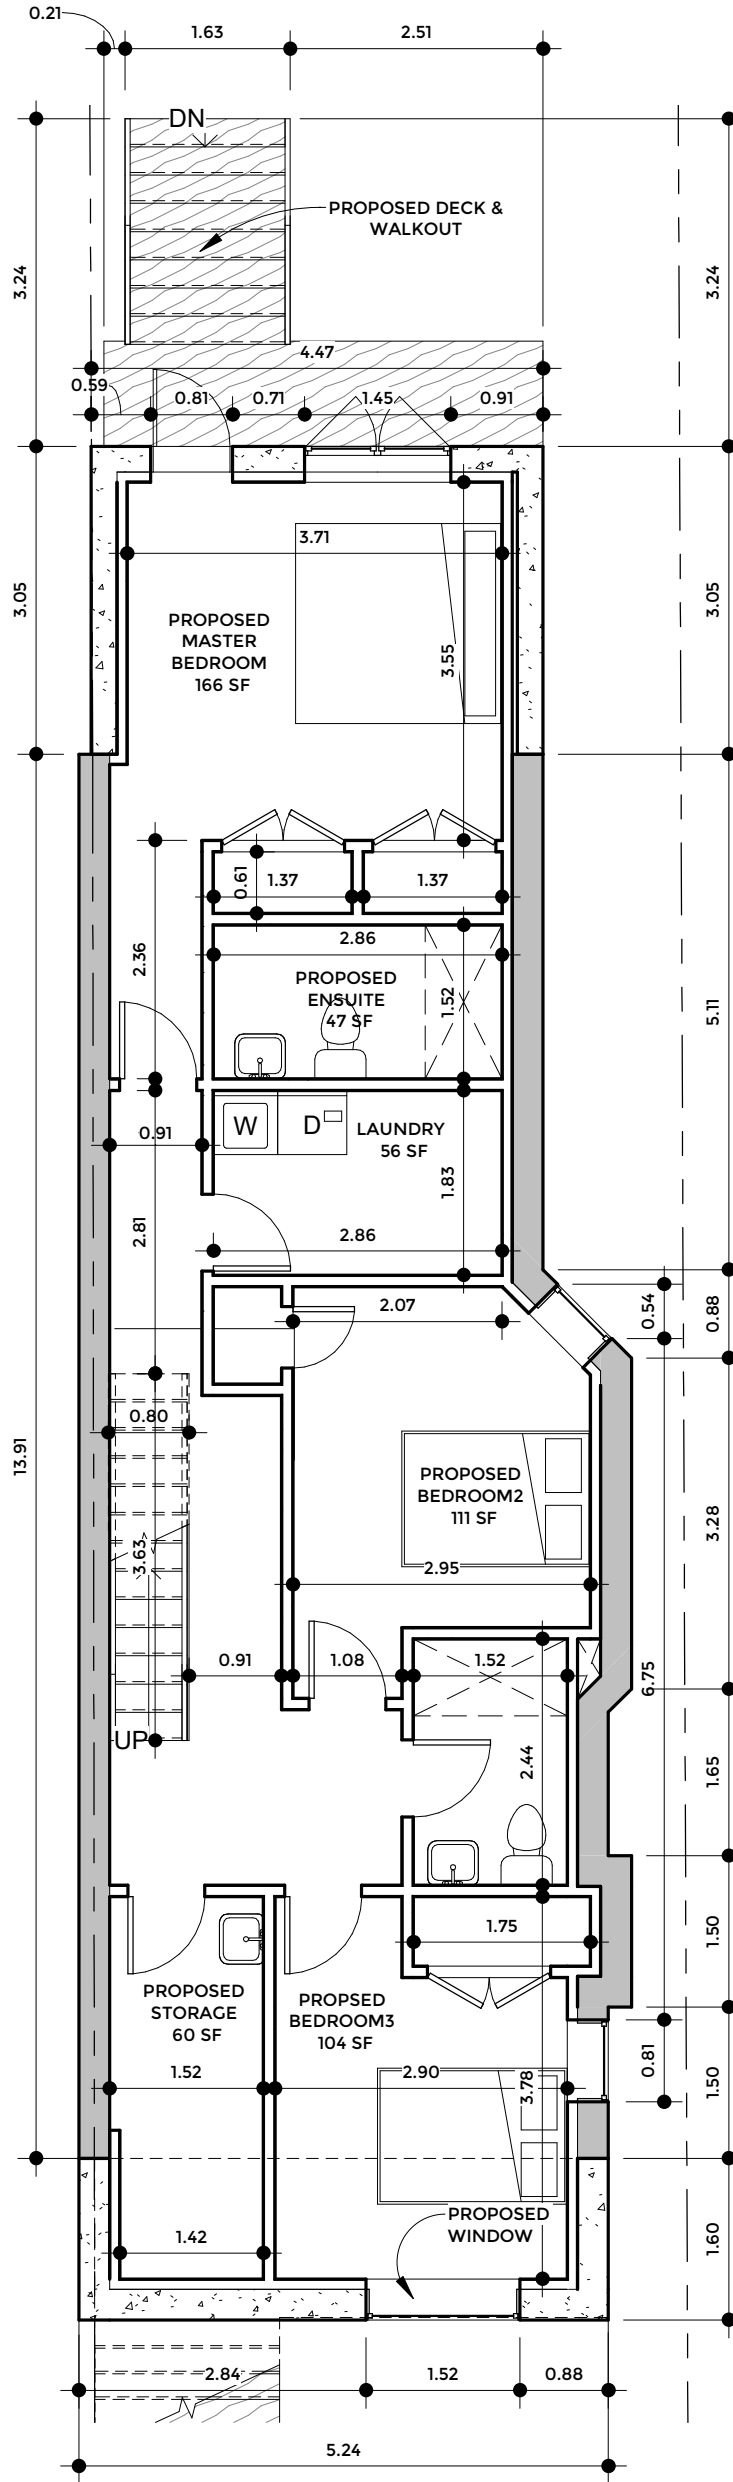 0.21
1.63
2.51
DN
PROPOSED DECK &
WALKOUT
3.24
3.24
4.47
0.59
0.81
0.71
1.45
0.91
3.71
3.05
3.05
PROPOSED
MASTER
BEDROOM
166 SF
3.55
0.61
1.37
1.37
2.86
2.36
PROPOSED
ENSUITE
47 SF
1.52
5.11
W
D
LAUNDRY
56 SF
0.91
1.83
2.81
2.86
2.07
0.54
0.88
0.80
13.91
PROPOSED
BEDROOM2
111 SF
3.28
3.63
2.95
0.91
1.08
1.52
6.75
UP
2.44
1.65
1.75
1.50
PROPOSED
STORAGE
60 SF
PROPSED
BEDROOM3
104 SF
1.52
2.90
3.78
0.81
1.50
PROPOSED
WINDOW
1.42
1.60
2.84
1.52
0.88
5.24